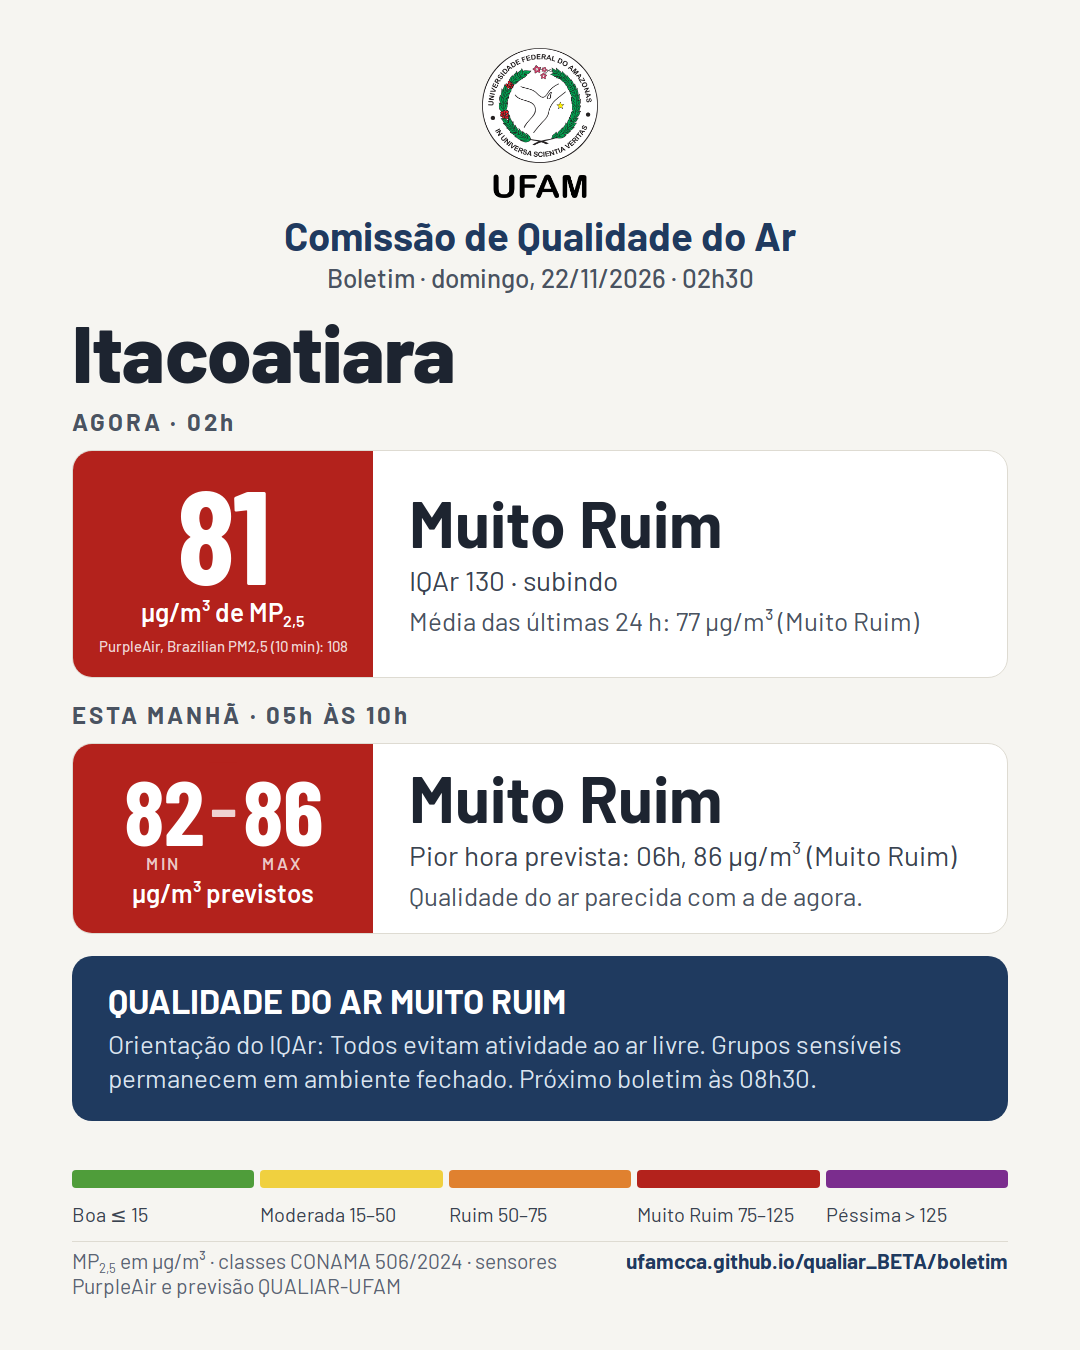 UNIVERSIDADE FEDERAL DO AMAZONAS
IN UNIVERSA SCIENTIA VERITAS
UFAM
Comissão de Qualidade do Ar
Boletim · domingo, 22/11/2026 · 02h30
Itacoatiara
AGORA · 02h
81
µg/m³ de MP2,5
PurpleAir, Brazilian PM2,5 (10 min): 108
Muito Ruim
IQAr 130 · subindo
Média das últimas 24 h: 77 µg/m³ (Muito Ruim)
ESTA MANHÃ · 05h ÀS 10h
82 - 86
MIN MAX
µg/m³ previstos
Muito Ruim
Pior hora prevista: 06h, 86 µg/m³ (Muito Ruim)
Qualidade do ar parecida com a de agora.
QUALIDADE DO AR MUITO RUIM
Orientação do IQAr: Todos evitam atividade ao ar livre. Grupos sensíveis
permanecem em ambiente fechado. Próximo boletim às 08h30.
Boa ≤ 15 Moderada 15–50 Ruim 50–75 Muito Ruim 75–125 Péssima > 125
MP2,5 em µg/m³ · classes CONAMA 506/2024 · sensores
PurpleAir e previsão QUALIAR-UFAM
ufamcca.github.io/qualiar_BETA/boletim